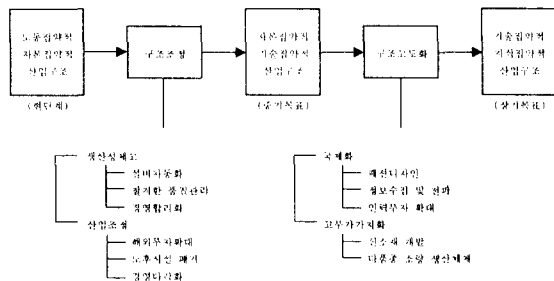 노동집약적
자본집약적
산업구조
(현단계)
구조조정
자본집약적
기술집약적
산업구조
(중기목표)
구조고도화
기술집약적
지식집약적
산업구조
(장기목표)
생산성제고
설비자동화
철저한 품질관리
경영합리화
산업조정
해외투자확대
노후시설 폐기
경영다각화
국제화
패션디자인
정보수집 및 전파
인력투자 확대
고부가가치화
신소재 개발
다품종 소량 생산체제